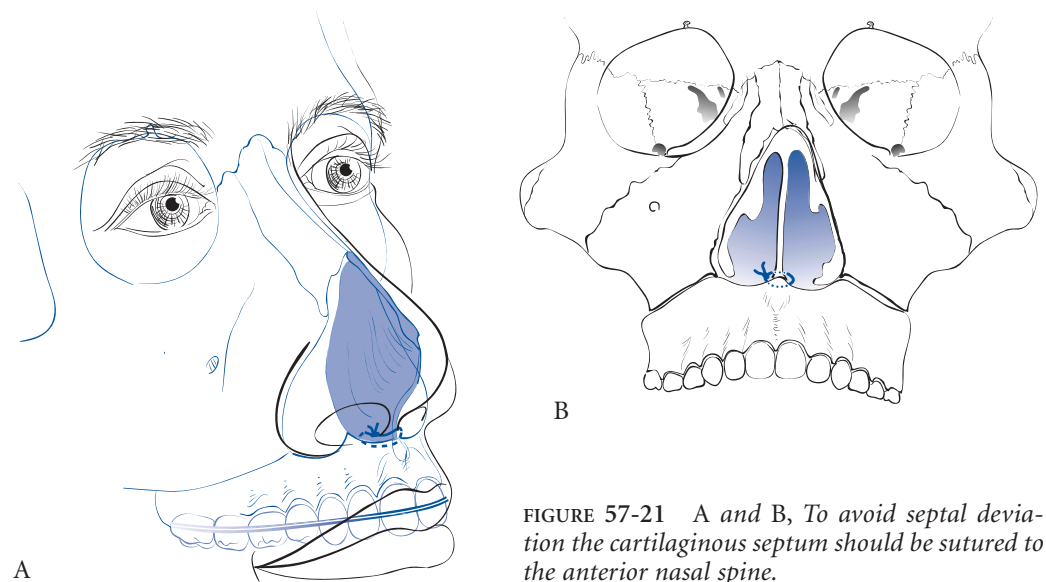 A
B
FIGURE 57-21 A and B, To avoid septal devia-
tion the cartilaginous septum should be sutured to
the anterior nasal spine.